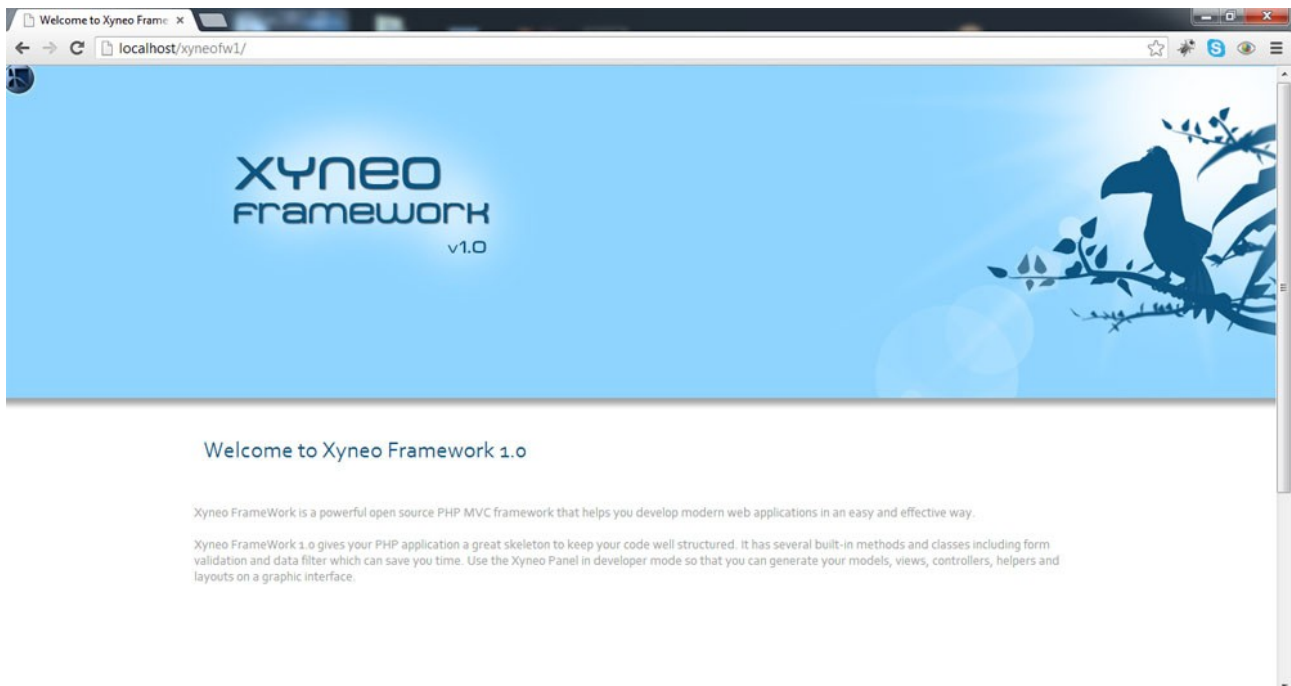 Welcome to Xyneo Frame
localhost/xyneofw1/
xyneo
Framework
v1.0
Welcome to Xyneo Framework 1.0
Xyneo FrameWork is a powerful open source PHP MVC framework that helps you develop modern web applications in an easy and effective way.
Xyneo FrameWork 1.0 gives your PHP application a great skeleton to keep your code well structured. It has several built-in methods and classes including form
validation and data filter which can save you time. Use the Xyneo Panel in developer mode so that you can generate your models, views, controllers, helpers and
layouts on a graphic interface.